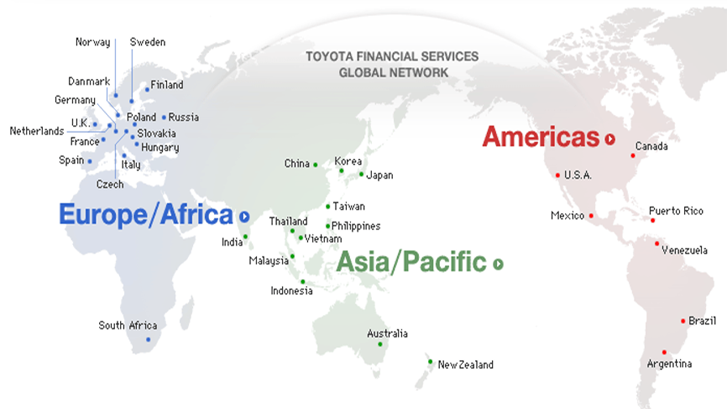 TOYOTA FINANCIAL SERVICES
GLOBAL NETWORK
Norway
Sweden
Danmark
Finland
Germany
U.K.
Poland
Russia
Netherlands
Slovakia
France
Hungary
Spain
Italy
Czech
Europe/Africa
South Africa
China
Korea
Japan
Taiwan
Thailand
Philippines
India
Vietnam
Malaysia
Asia/Pacific
Indonesia
Australia
New Zealand
Americas
Canada
U.S.A.
Mexico
Puerto Rico
Venezuela
Brazil
Argentina